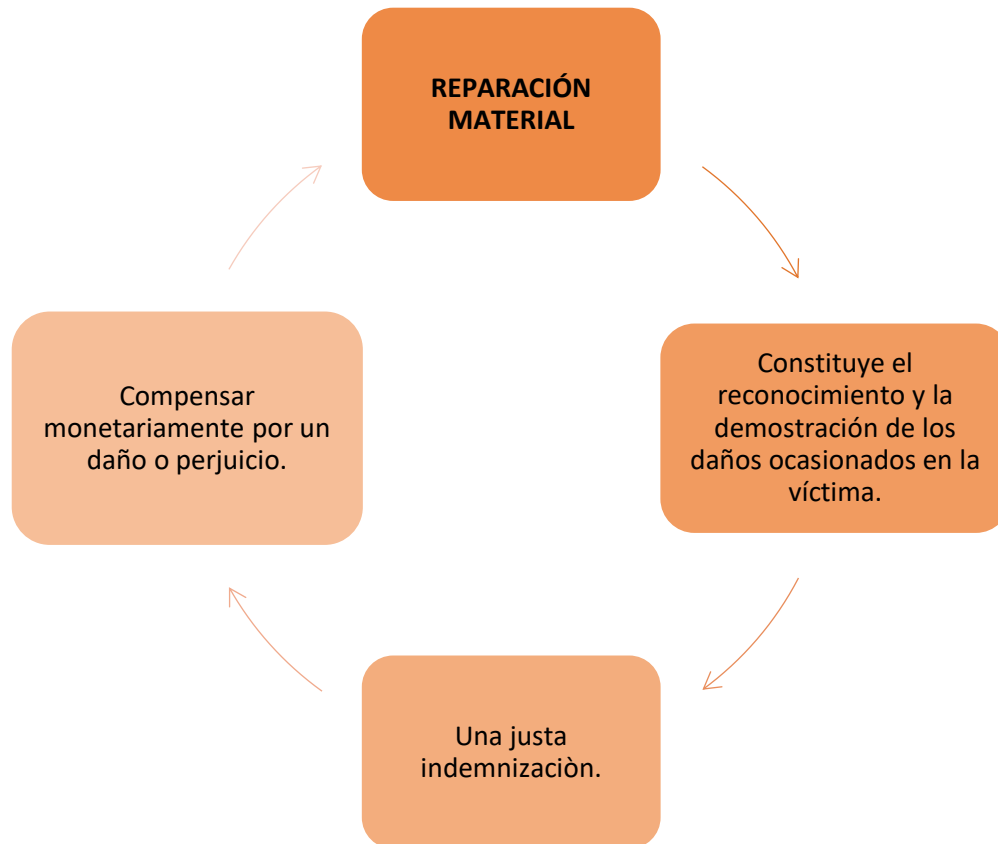 REPARACIÓN
MATERIAL
Constituye el
reconocimiento y la
demostración de los
daños ocasionados en la
víctima.
Una justa
indemnizaciòn.
Compensar
monetariamente por un
daño o perjuicio.